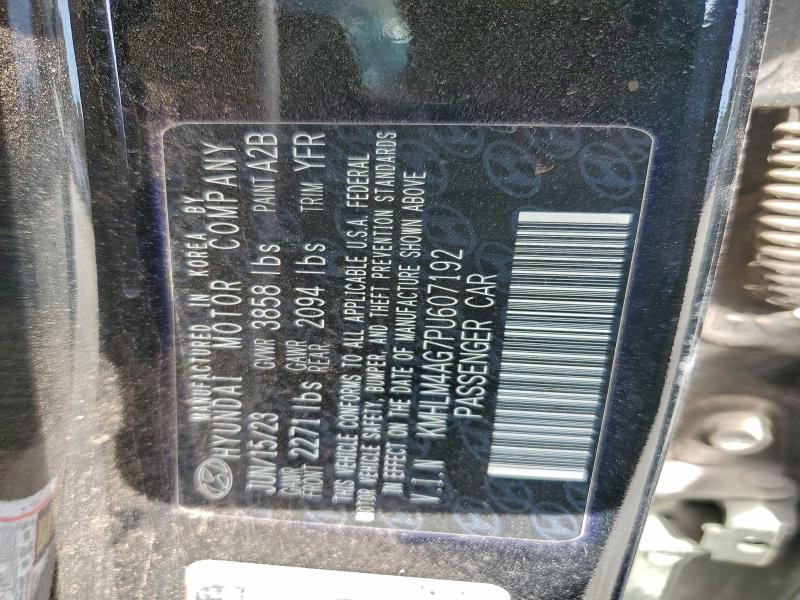 MANUFACTURED IN KOREA BY
HYUNDAI MOTOR COMPANY
JUN/15/23 GVWR 3858 lbs PAINT A2B
GAWR FRONT 2271 lbs GAWR REAR 2094 lbs TRIM YFR
THIS VEHICLE CONFORMS TO ALL APPLICABLE U.S.A. FEDERAL
MOTOR VEHICLE SAFETY, BUMPER, AND THEFT PREVENTION STANDARDS
IN EFFECT ON THE DATE OF MANUFACTURE SHOWN ABOVE
V.I.N KMHLM4AG7PU607192
PASSENGER CAR